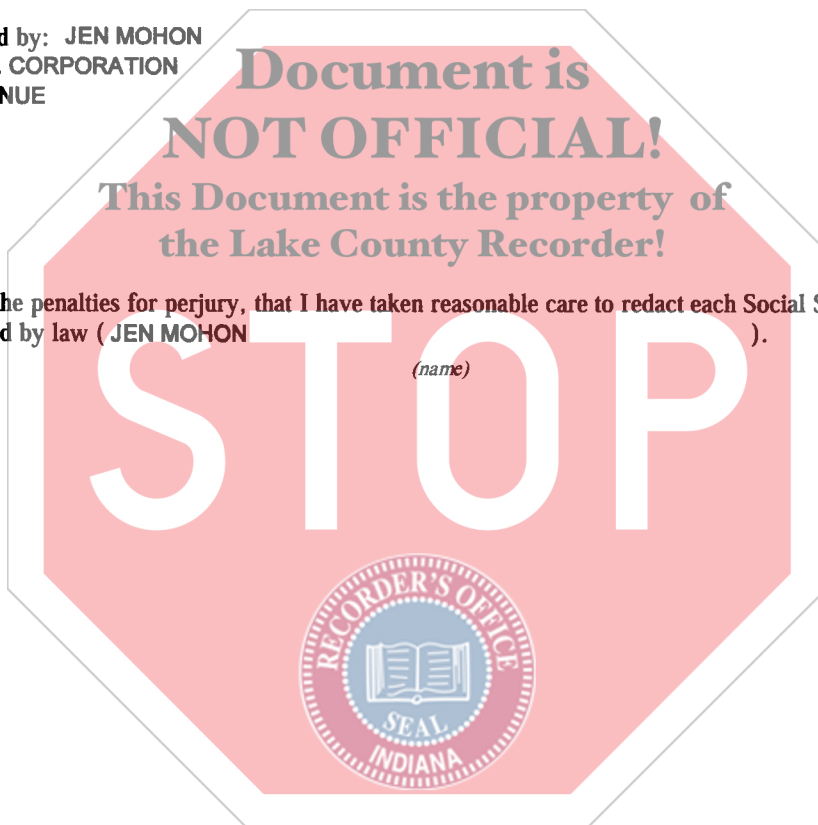 d by: JEN MOHON
. CORPORATION
NUE
Document is
NOT OFFICIAL!
This Document is the property of
the Lake County Recorder!
he penalties for perjury, that I have taken reasonable care to redact each Social S
d by law ( JEN MOHON ).
(name)
STOP
RECORDER'S OFFICE
SEAL
INDIANA